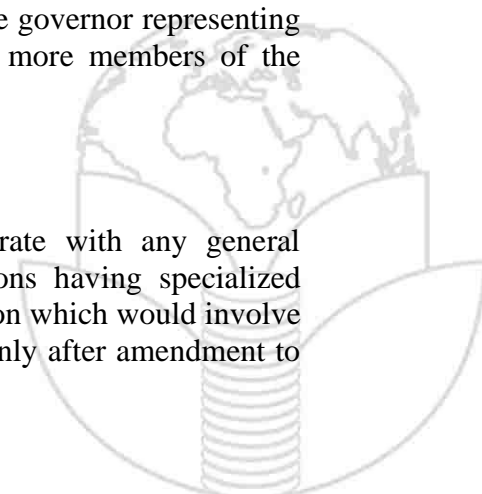 e governor representing
more members of the
rate with any general
ons having specialized
on which would involve
nly after amendment to